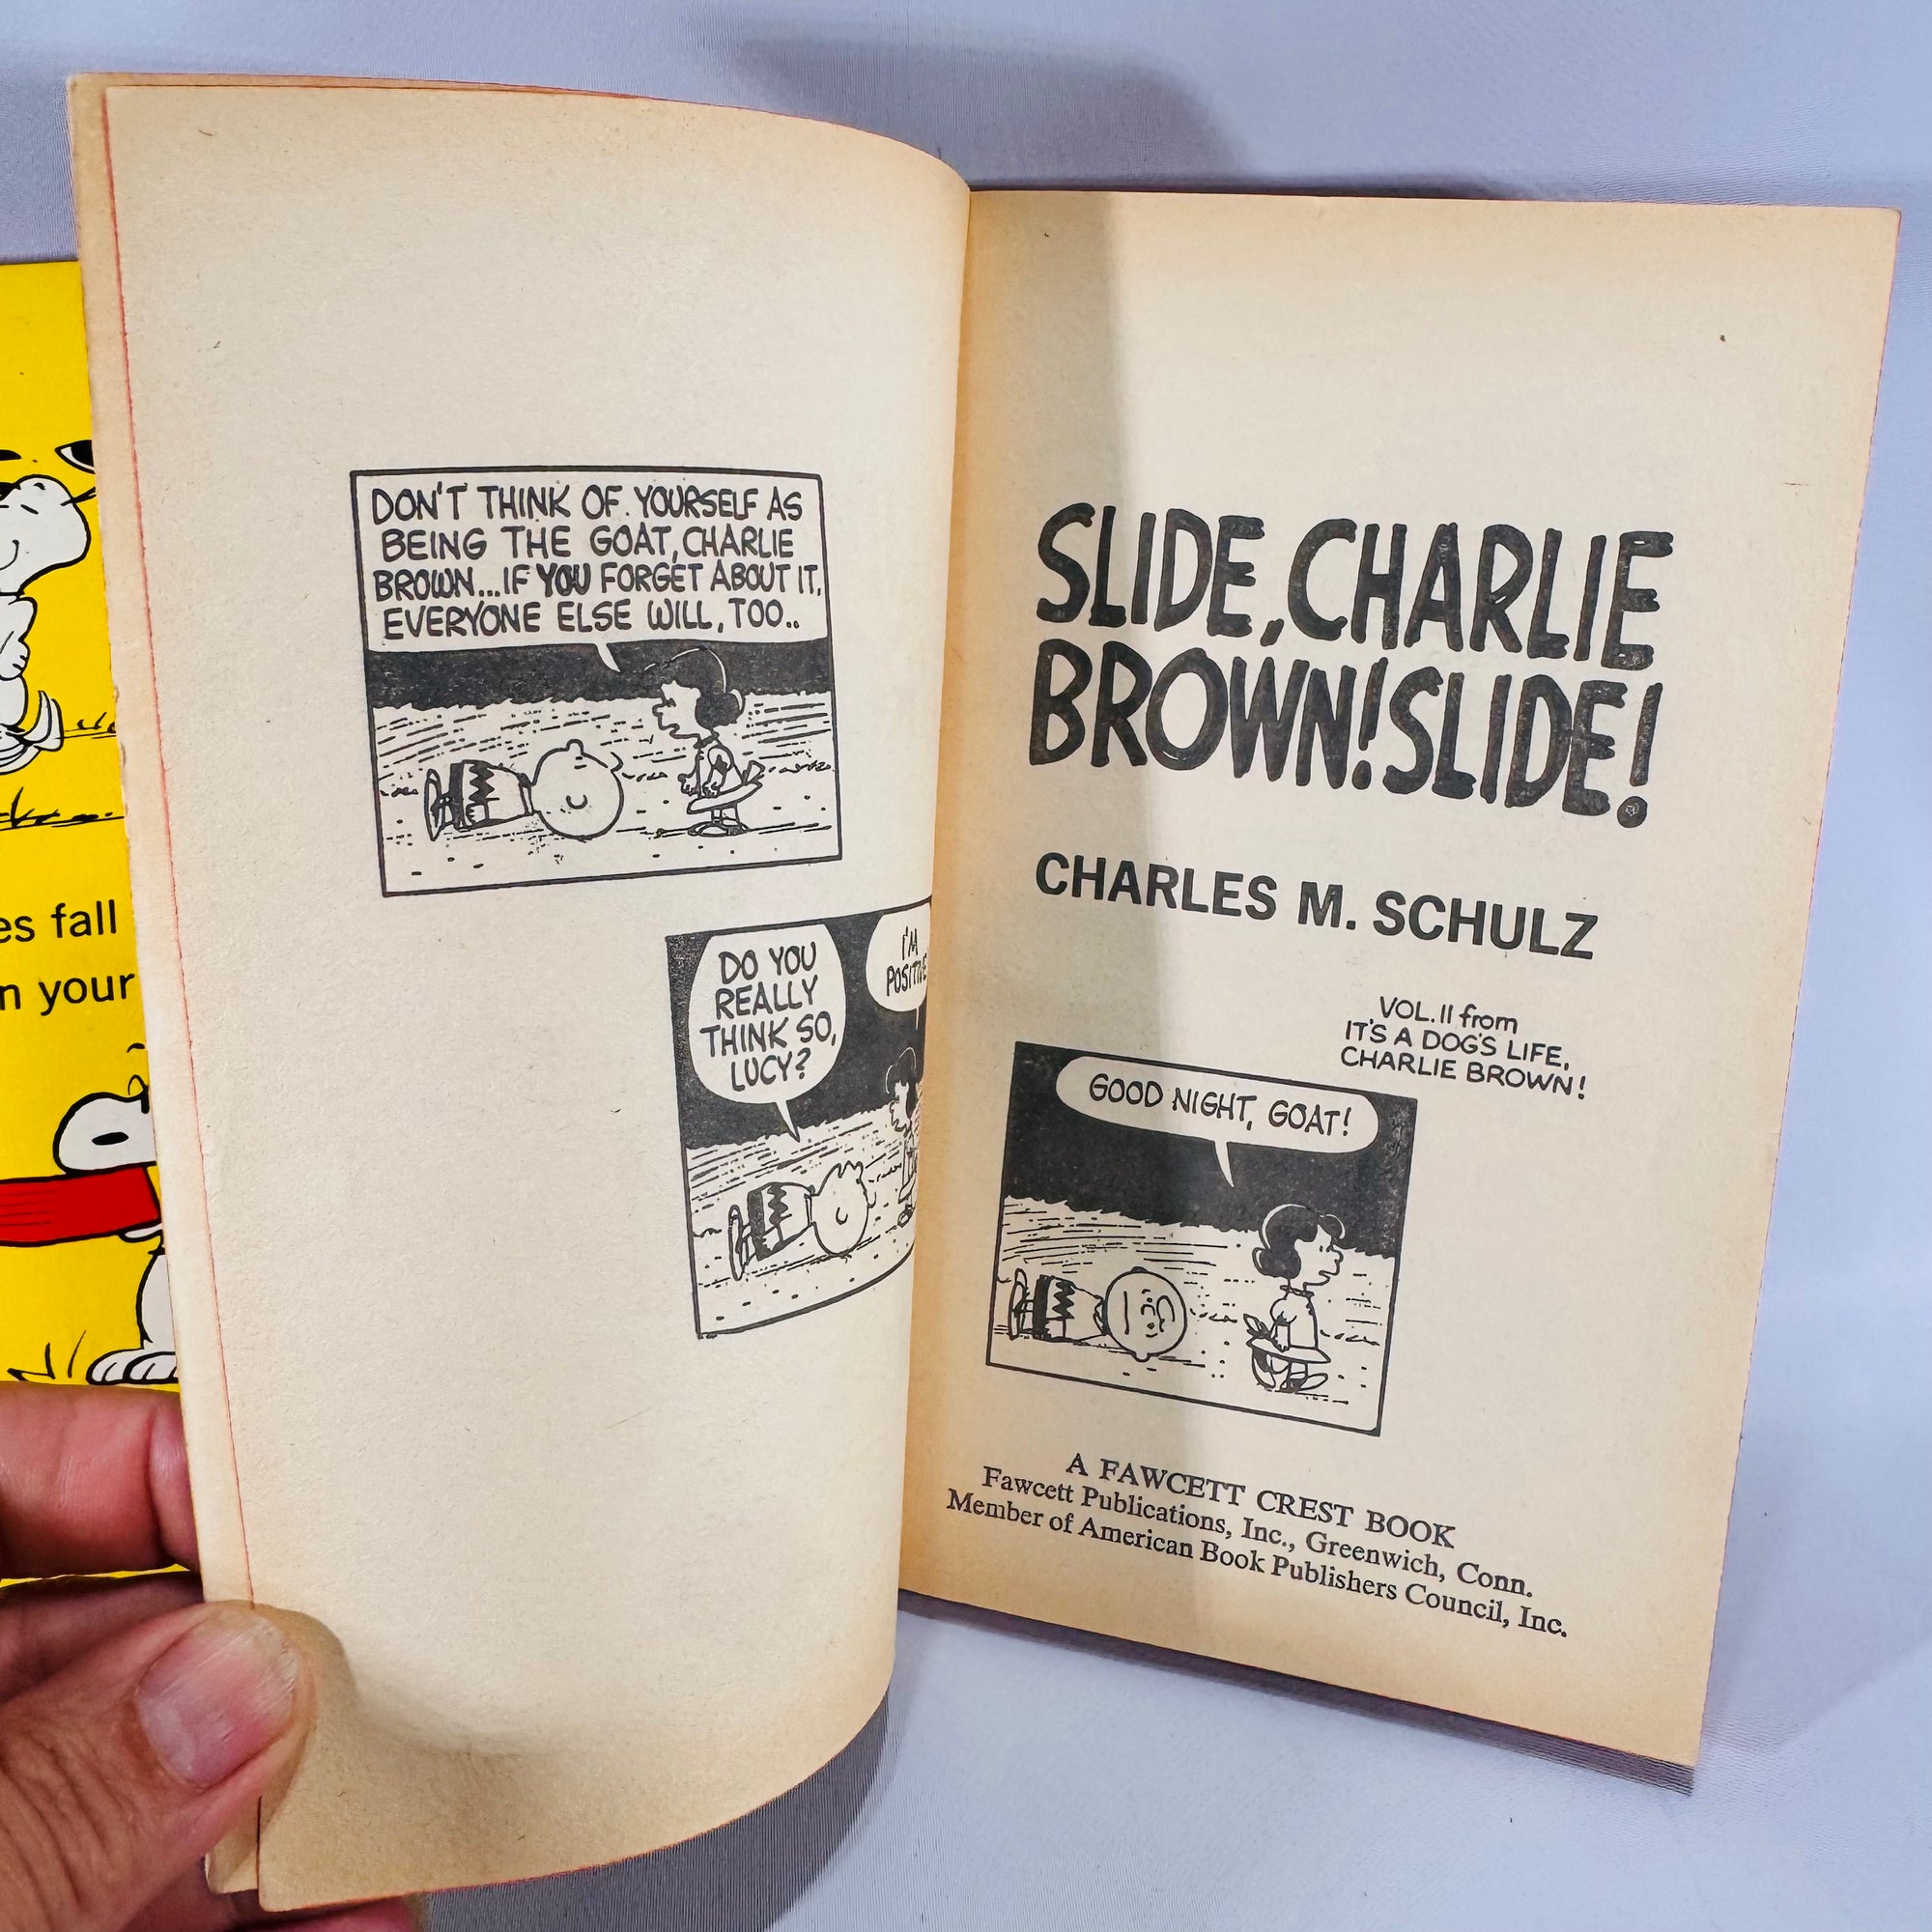 es fall
n your
DON'T THINK OF YOURSELF AS
BEING THE GOAT, CHARLIE
BROWN...IF YOU FORGET ABOUT IT,
EVERYONE ELSE WILL, TOO..
DO YOU
REALLY
THINK SO,
LUCY?
I'M
POSITIVE
SLIDE, CHARLIE
BROWN! SLIDE!
CHARLES M. SCHULZ
VOL. II from
IT'S A DOG'S LIFE,
CHARLIE BROWN!
GOOD NIGHT, GOAT!
A FAWCETT CREST BOOK
Fawcett Publications, Inc., Greenwich, Conn.
Member of American Book Publishers Council, Inc.